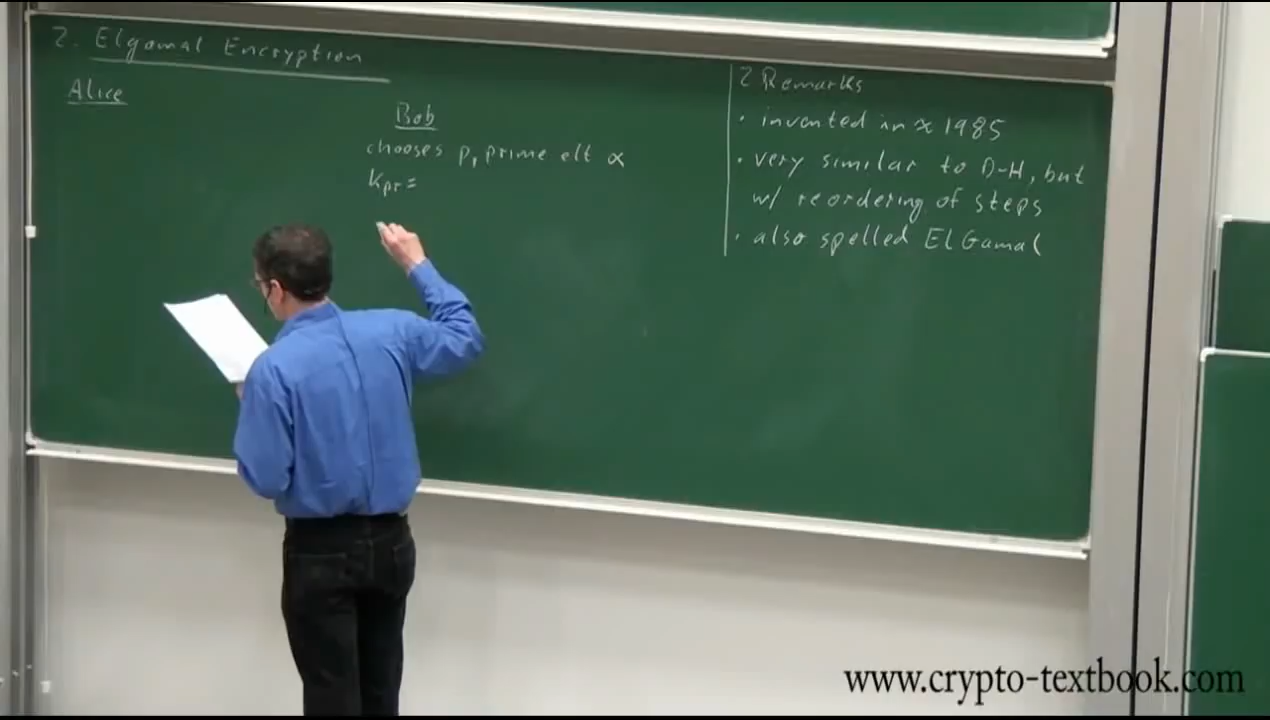 2. Elgamal Encryption
Alice
Bob
chooses p, prime elt α
kpr =
2 Remarks
· invented in ≈ 1985
· very similar to D-H, but
w/ reordering of steps
· also spelled ElGamal
www.crypto-textbook.com